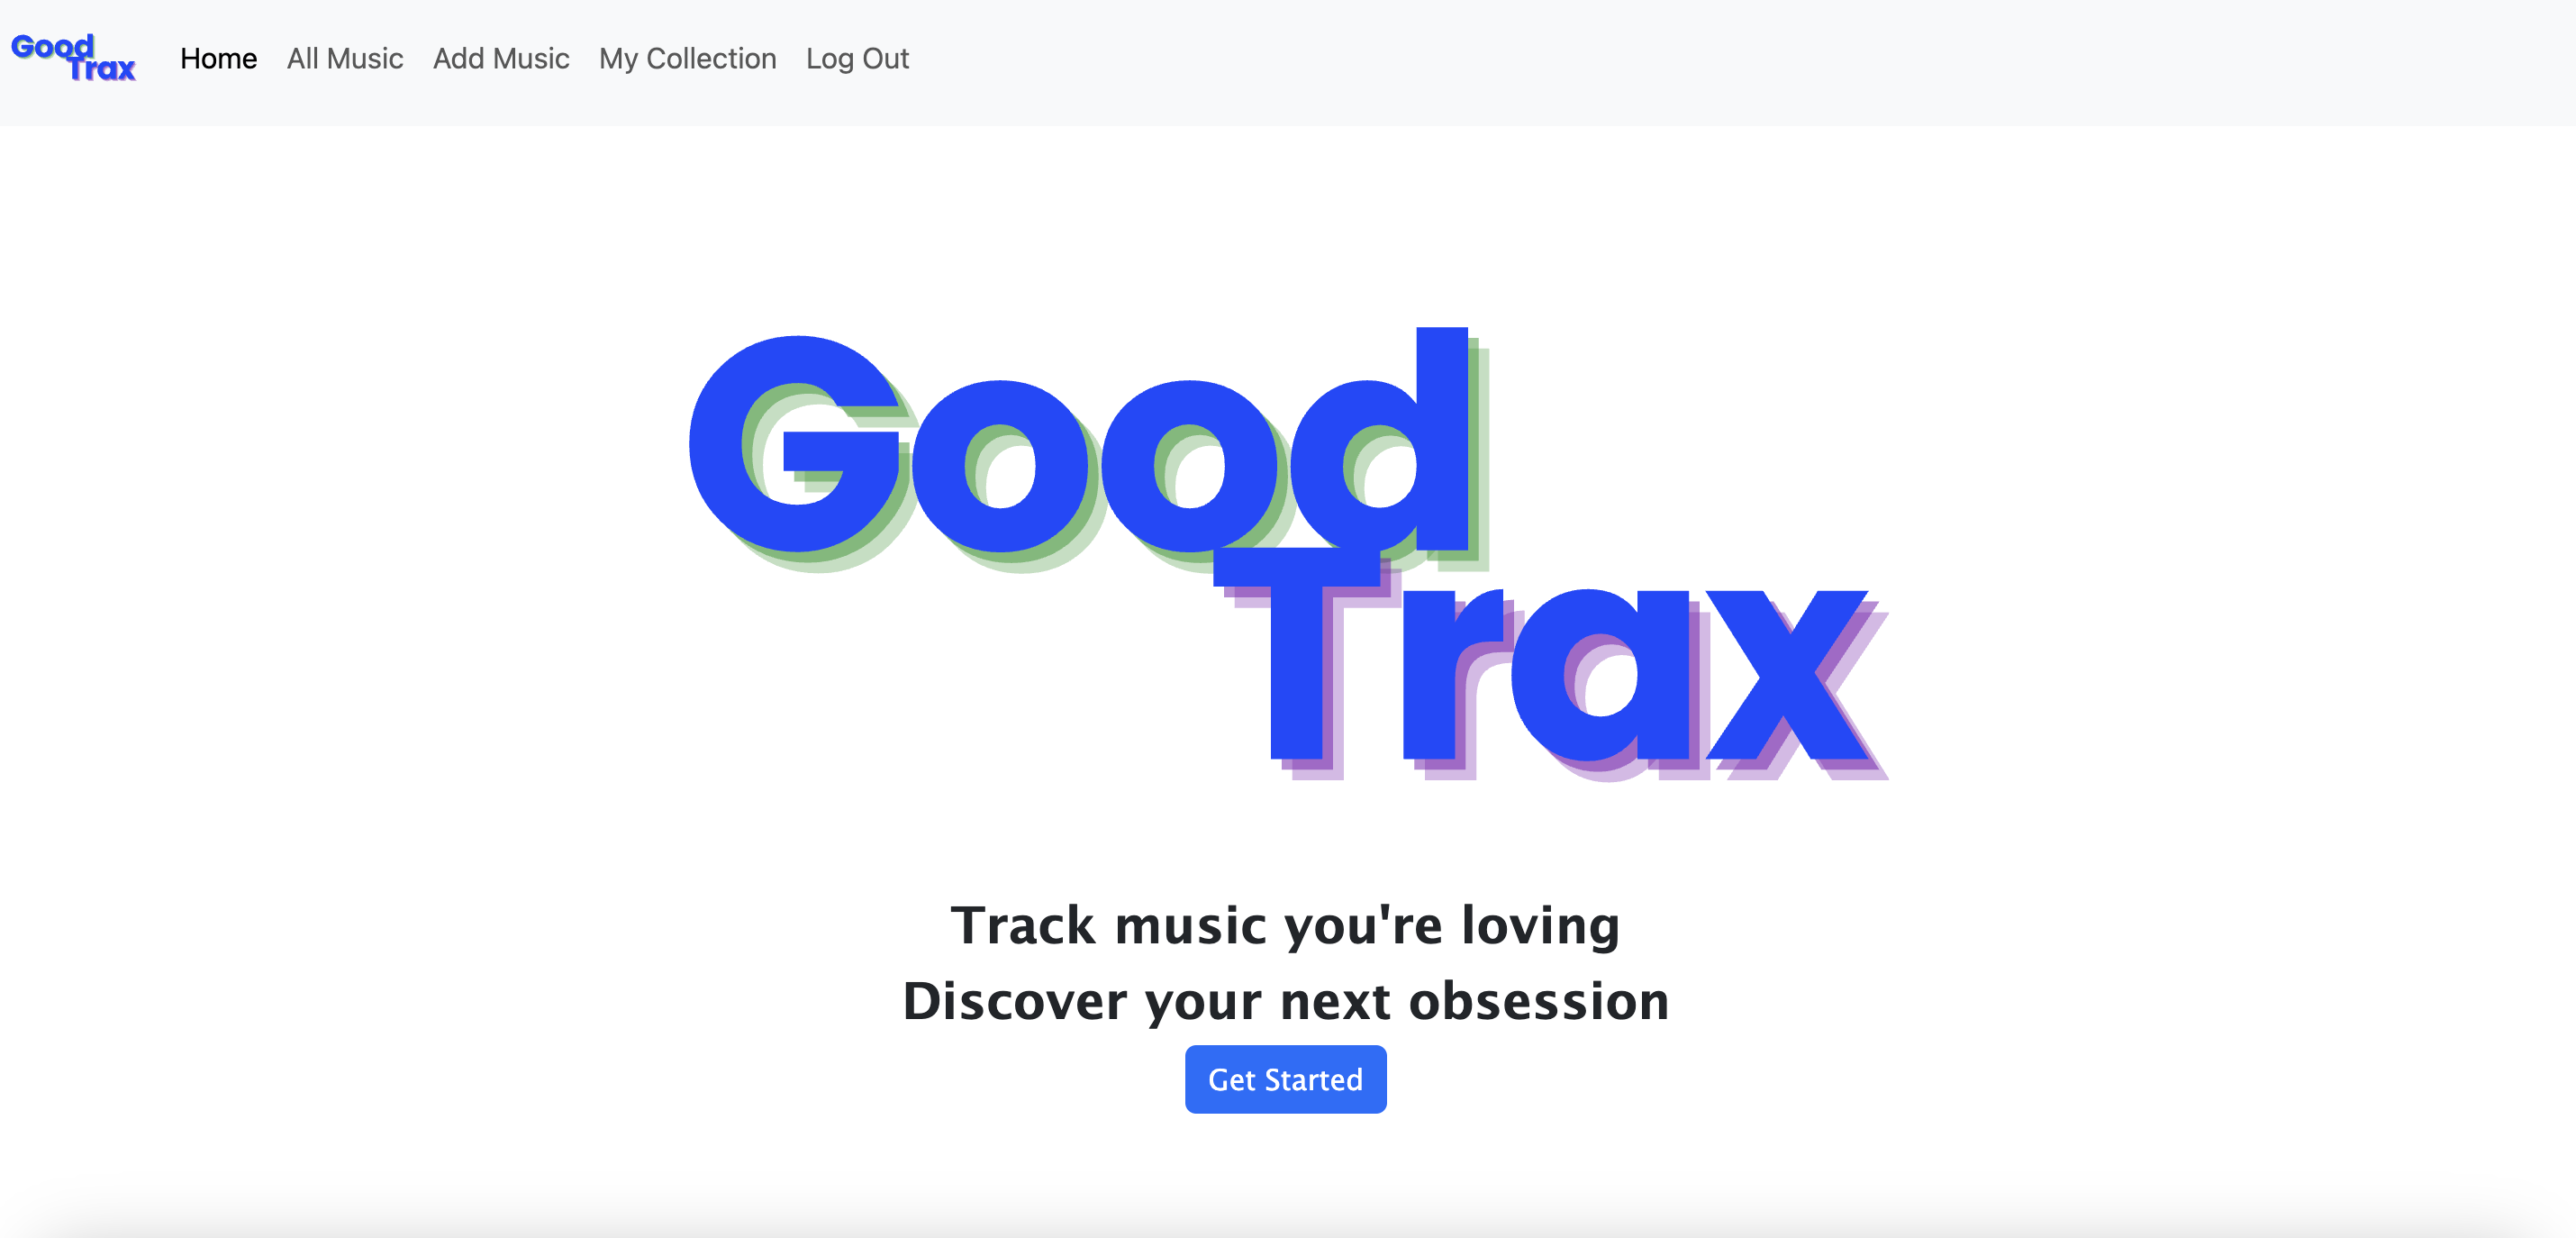 Good
Trax
Home All Music Add Music My Collection Log Out
Good
Trax
Track music you're loving
Discover your next obsession
Get Started